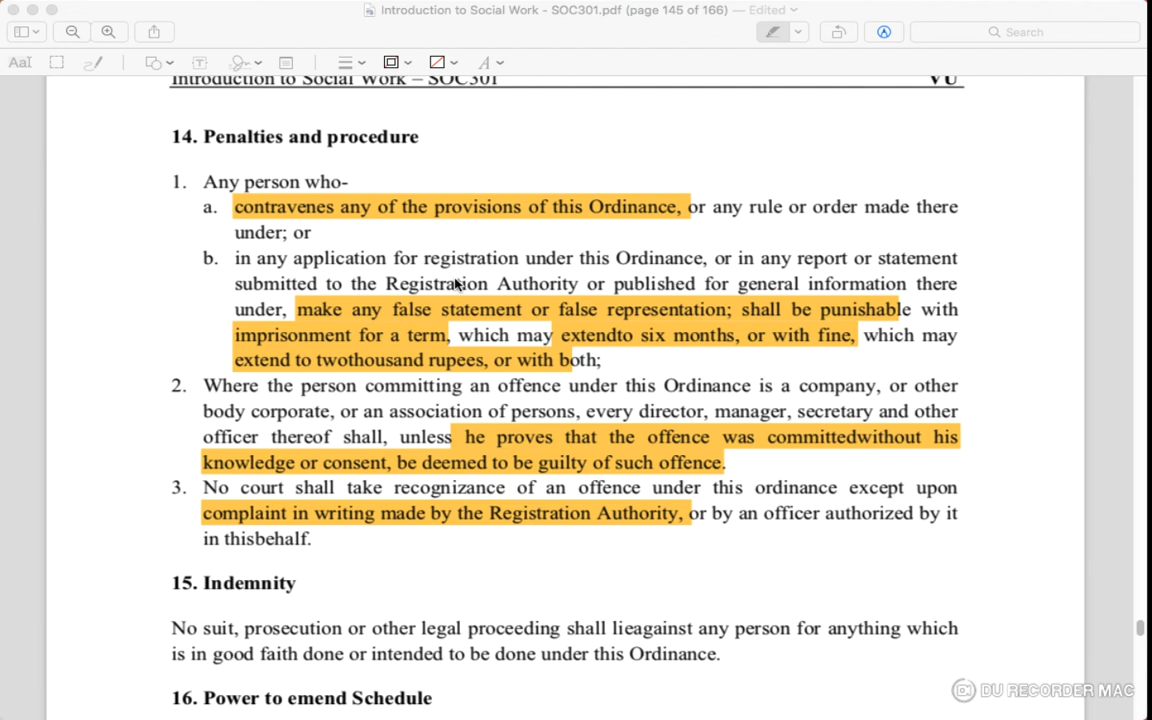 Introduction to Social Work - SOC301.pdf (page 145 of 166) — Edited
Search
AaI
T
A
Introduction to Social Work – SOC301 VU
14. Penalties and procedure
1. Any person who-
a. contravenes any of the provisions of this Ordinance, or any rule or order made there
under; or
b. in any application for registration under this Ordinance, or in any report or statement
submitted to the Registration Authority or published for general information there
under, make any false statement or false representation; shall be punishable with
imprisonment for a term, which may extendto six months, or with fine, which may
extend to twothousand rupees, or with both;
2. Where the person committing an offence under this Ordinance is a company, or other
body corporate, or an association of persons, every director, manager, secretary and other
officer thereof shall, unless he proves that the offence was committedwithout his
knowledge or consent, be deemed to be guilty of such offence.
3. No court shall take recognizance of an offence under this ordinance except upon
complaint in writing made by the Registration Authority, or by an officer authorized by it
in thisbehalf.
15. Indemnity
No suit, prosecution or other legal proceeding shall lieagainst any person for anything which
is in good faith done or intended to be done under this Ordinance.
16. Power to emend Schedule
DU RECORDER MAC